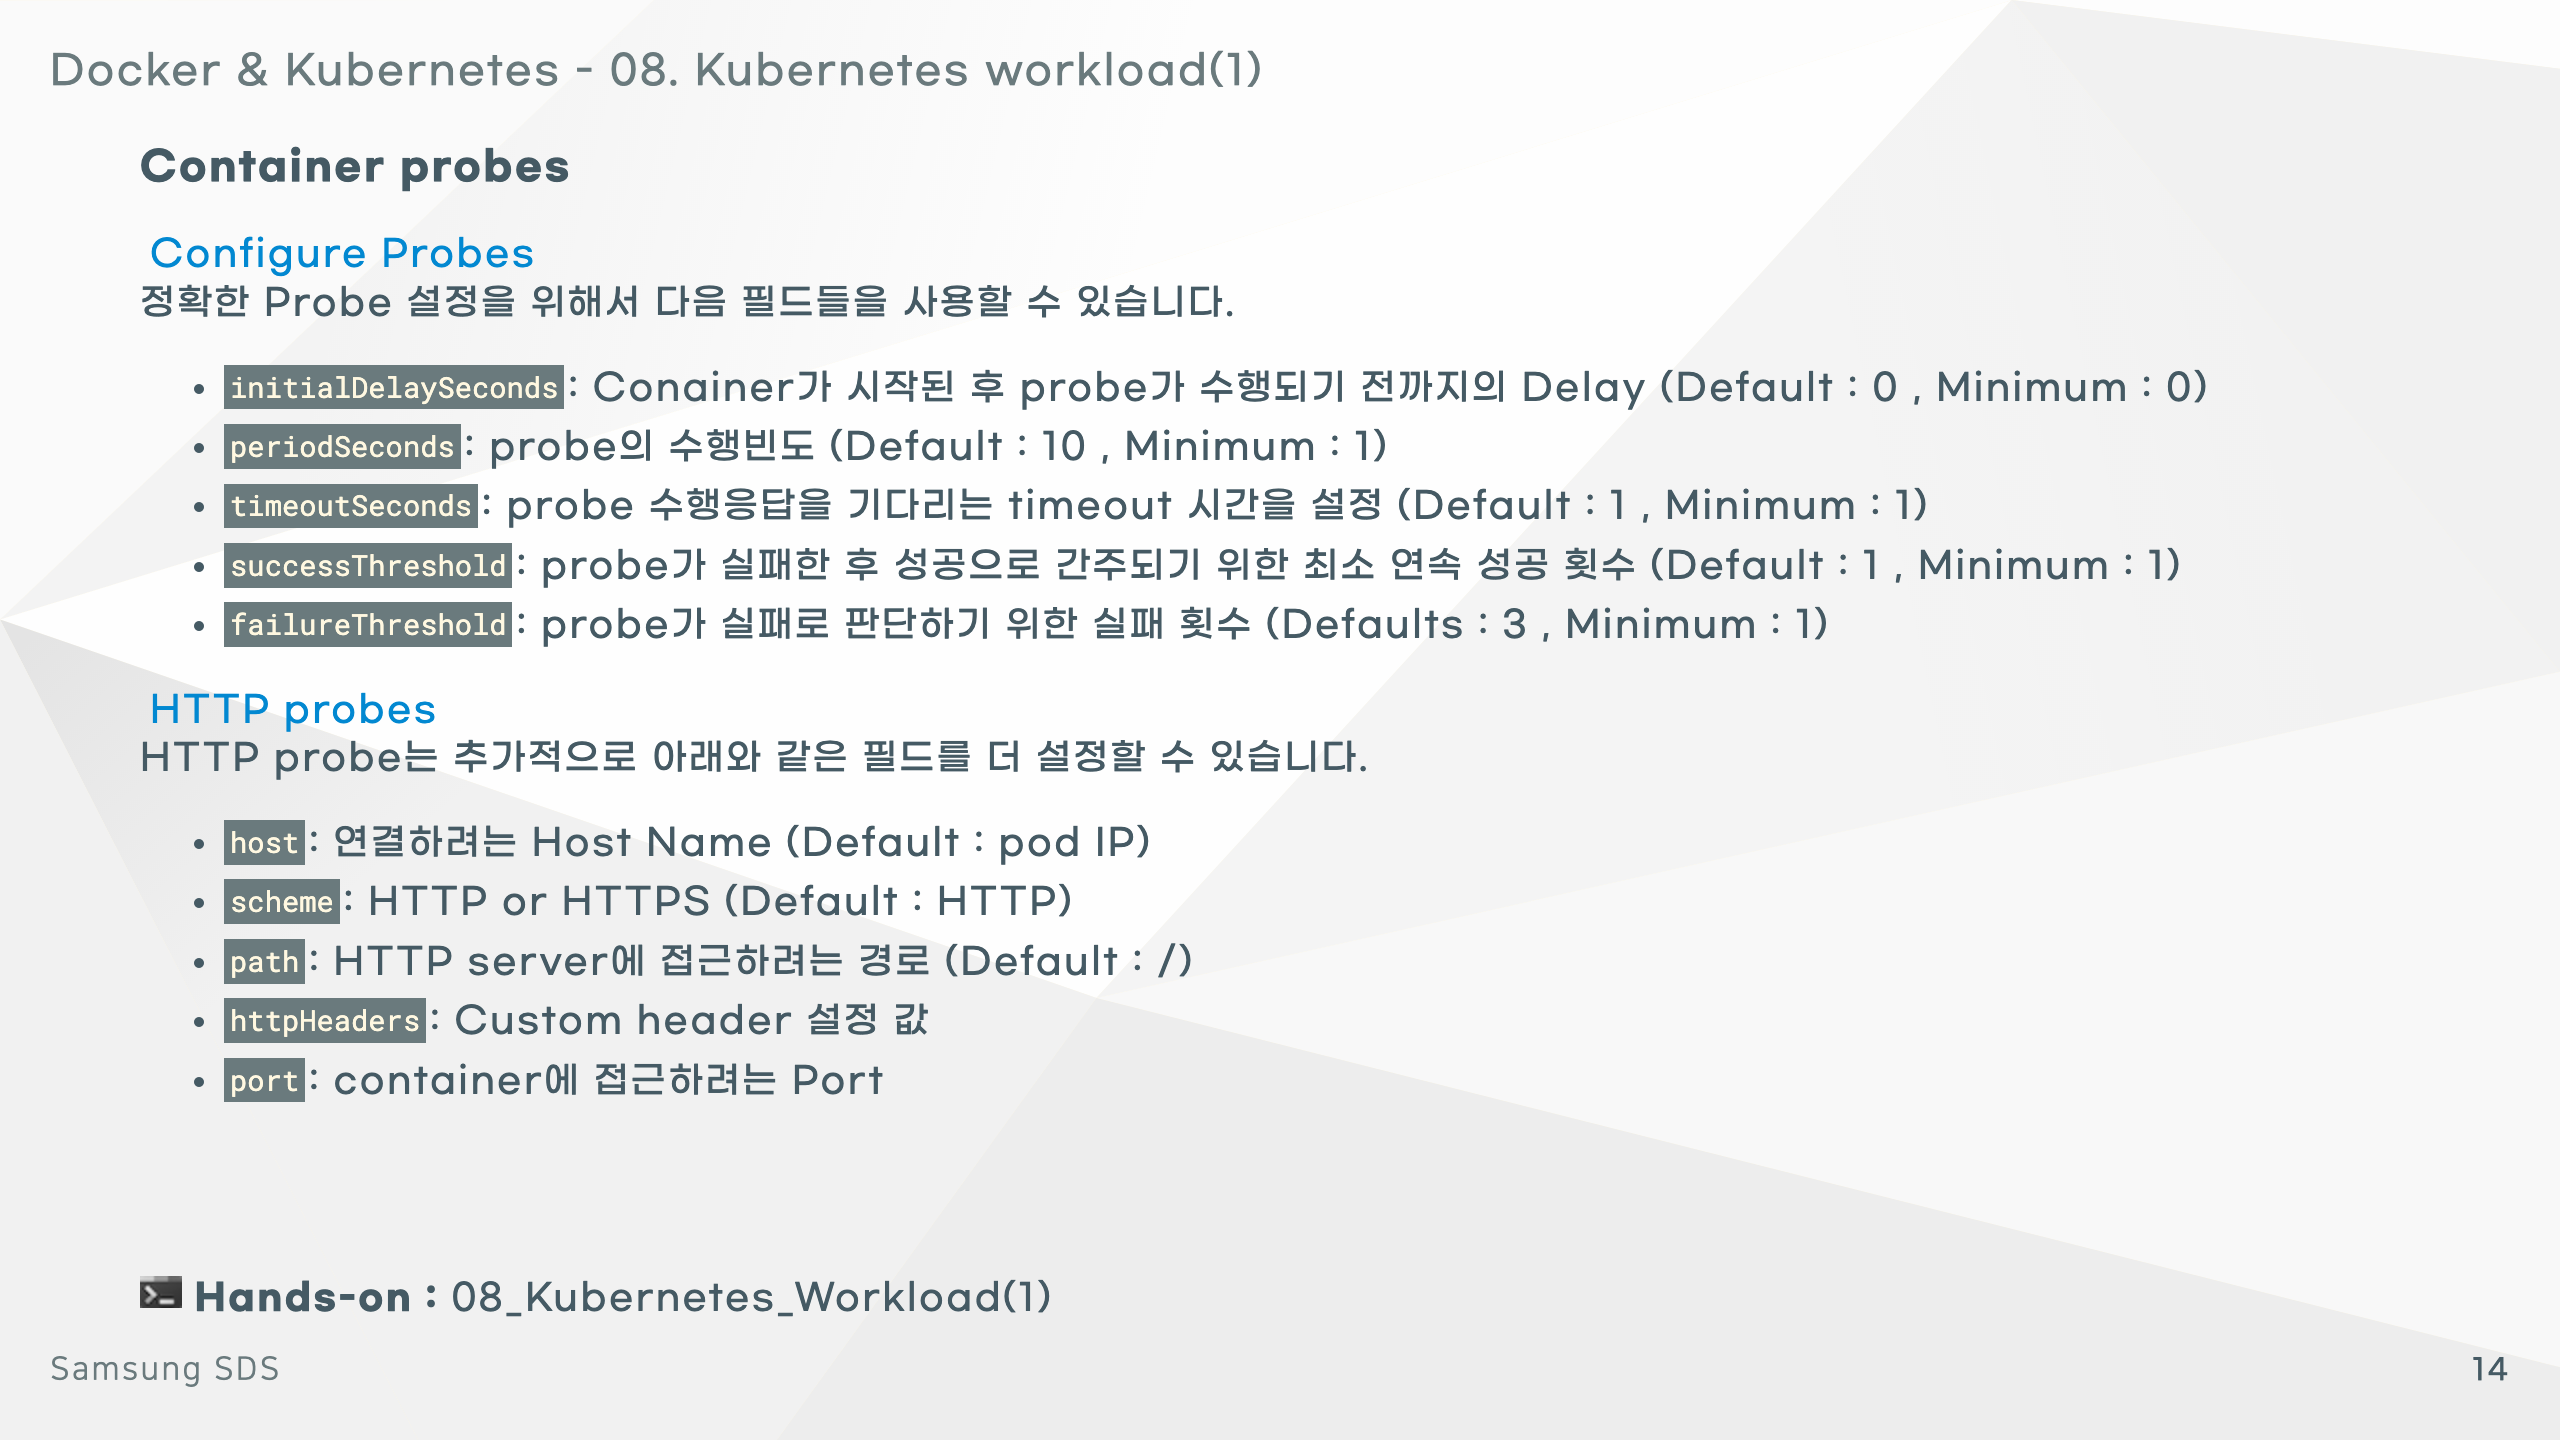 Docker & Kubernetes - 08. Kubernetes workload(1)
Container probes
Configure Probes
정확한 Probe 설정을 위해서 다음 필드들을 사용할 수 있습니다.
• initialDelaySeconds : Conainer가 시작된 후 probe가 수행되기 전까지의 Delay (Default : 0 , Minimum : 0)
• periodSeconds : probe의 수행빈도 (Default : 10 , Minimum : 1)
• timeoutSeconds : probe 수행응답을 기다리는 timeout 시간을 설정 (Default : 1 , Minimum : 1)
• successThreshold : probe가 실패한 후 성공으로 간주되기 위한 최소 연속 성공 횟수 (Default : 1 , Minimum : 1)
• failureThreshold : probe가 실패로 판단하기 위한 실패 횟수 (Defaults : 3 , Minimum : 1)
HTTP probes
HTTP probe는 추가적으로 아래와 같은 필드를 더 설정할 수 있습니다.
• host : 연결하려는 Host Name (Default : pod IP)
• scheme : HTTP or HTTPS (Default : HTTP)
• path : HTTP server에 접근하려는 경로 (Default : /)
• httpHeaders : Custom header 설정 값
• port : container에 접근하려는 Port
Hands-on : 08_Kubernetes_Workload(1)
Samsung SDS
14